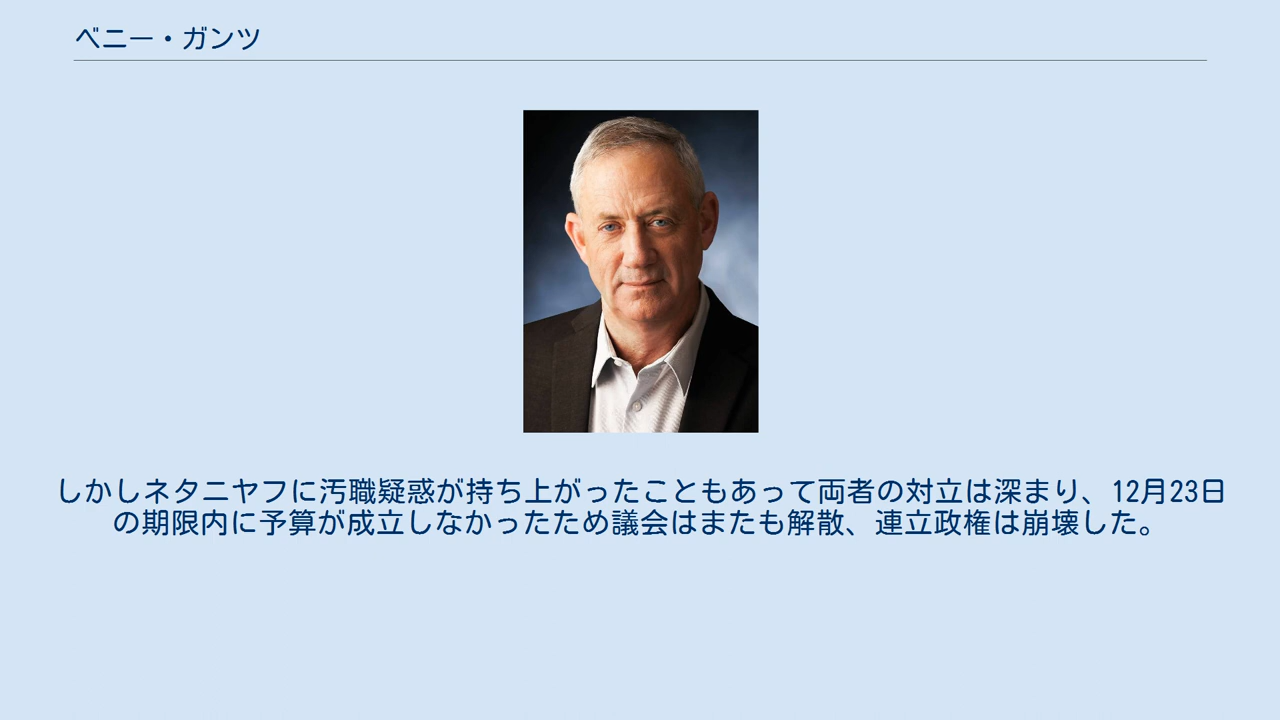 ベニー・ガンツ
しかしネタニヤフに汚職疑惑が持ち上がったこともあって両者の対立は深まり、12月23日
の期限内に予算が成立しなかったため議会はまたも解散、連立政権は崩壊した。